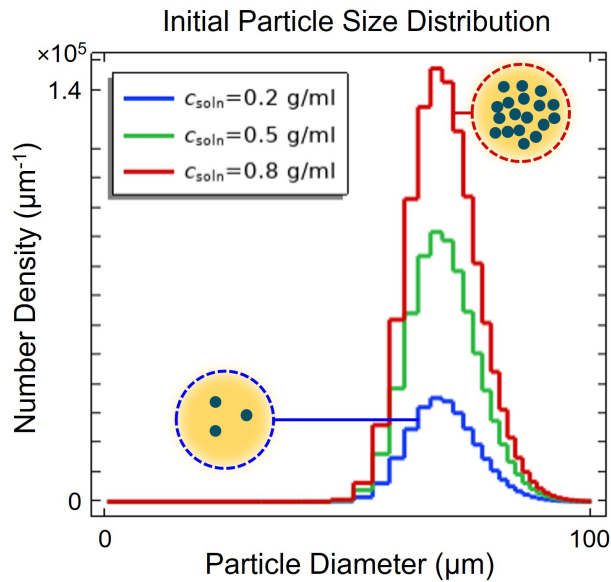 Initial Particle Size Distribution
×10⁵
1.4
c_soln=0.2 g/ml
c_soln=0.5 g/ml
c_soln=0.8 g/ml
Number Density (µm⁻¹)
0
0
100
Particle Diameter (µm)